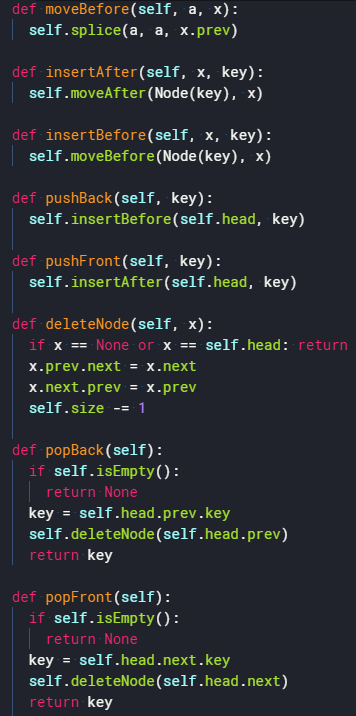 def moveBefore(self, a, x):
  self.splice(a, a, x.prev)

def insertAfter(self, x, key):
  self.moveAfter(Node(key), x)

def insertBefore(self, x, key):
  self.moveBefore(Node(key), x)

def pushBack(self, key):
  self.insertBefore(self.head, key)

def pushFront(self, key):
  self.insertAfter(self.head, key)

def deleteNode(self, x):
  if x == None or x == self.head: return
  x.prev.next = x.next
  x.next.prev = x.prev
  self.size -= 1

def popBack(self):
  if self.isEmpty():
    return None
  key = self.head.prev.key
  self.deleteNode(self.head.prev)
  return key

def popFront(self):
  if self.isEmpty():
    return None
  key = self.head.next.key
  self.deleteNode(self.head.next)
  return key